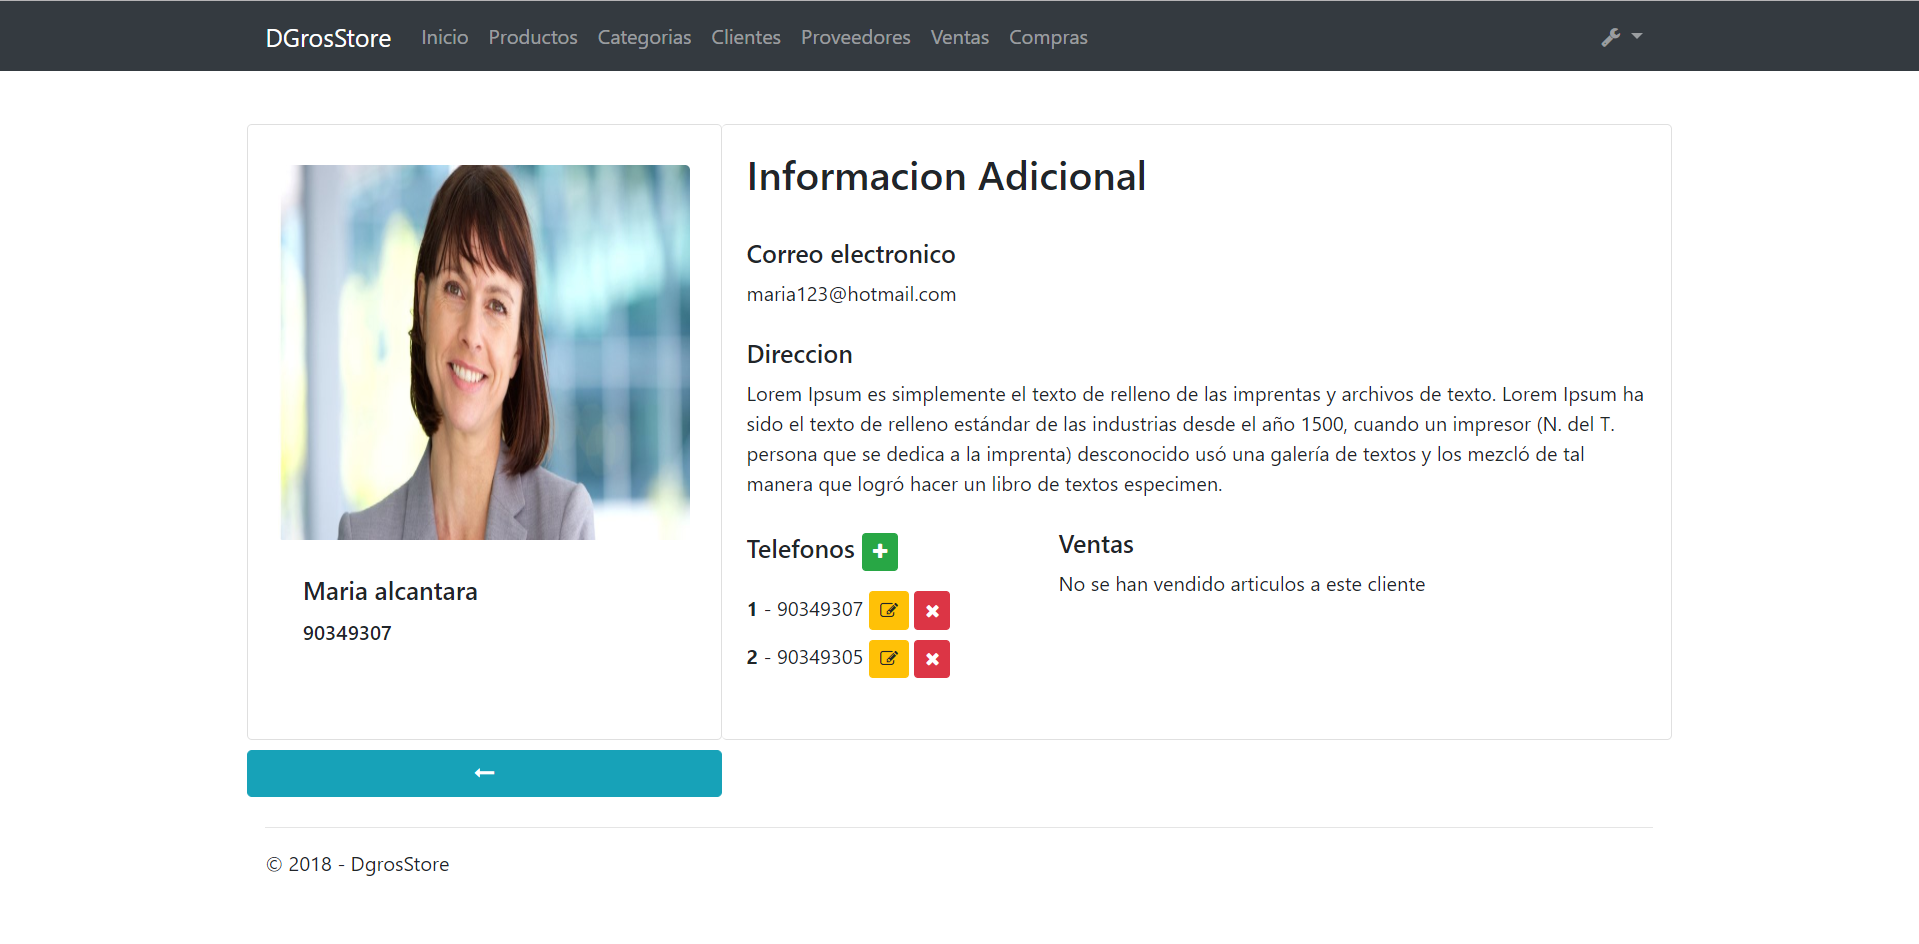 DGrosStore Inicio Productos Categorias Clientes Proveedores Ventas Compras
Maria alcantara
90349307
Informacion Adicional
Correo electronico
maria123@hotmail.com
Direccion
Lorem Ipsum es simplemente el texto de relleno de las imprentas y archivos de texto. Lorem Ipsum ha
sido el texto de relleno estándar de las industrias desde el año 1500, cuando un impresor (N. del T.
persona que se dedica a la imprenta) desconocido usó una galería de textos y los mezcló de tal
manera que logró hacer un libro de textos especimen.
Telefonos
1 - 90349307
2 - 90349305
Ventas
No se han vendido articulos a este cliente
© 2018 - DgrosStore